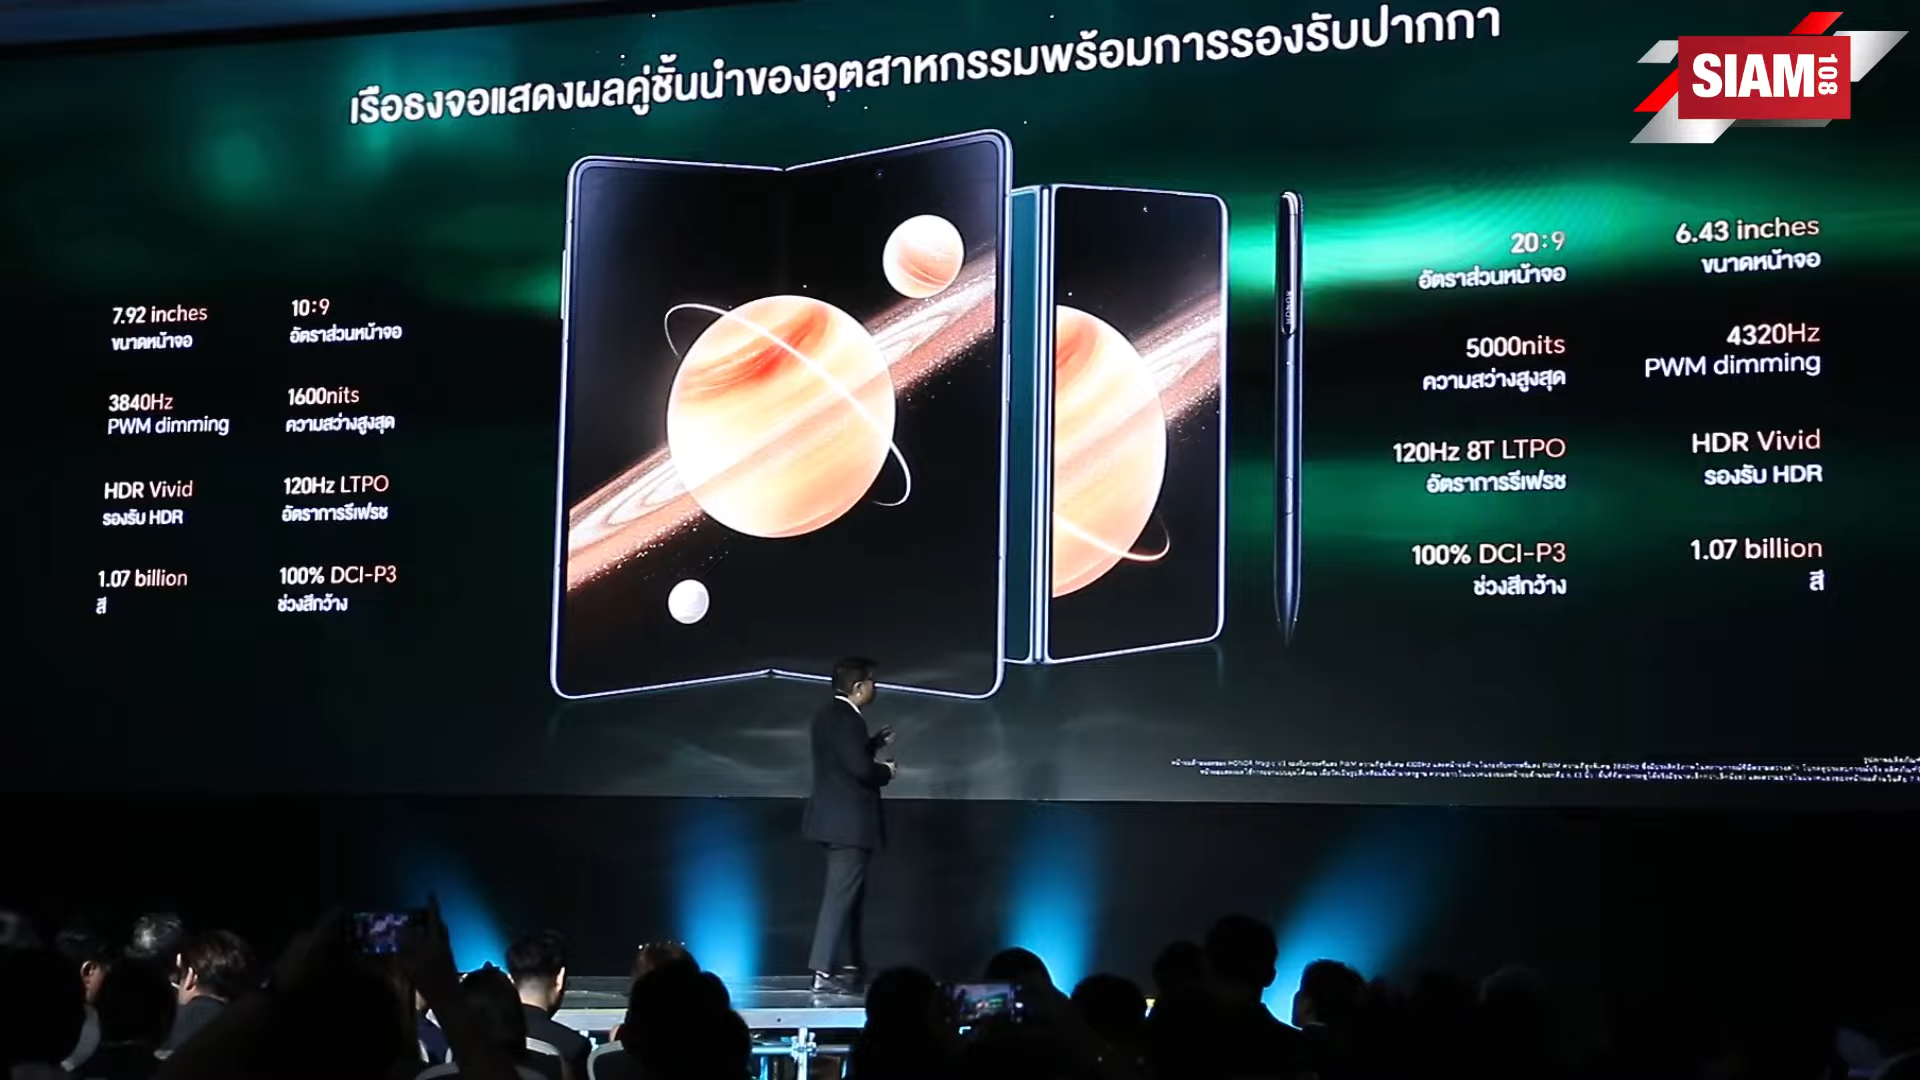 SIAM 108
เรือธงจอแสดงผลคู่ชั้นนำของอุตสาหกรรมพร้อมการรองรับปากกา
7.92 inches
ขนาดหน้าจอ
10:9
อัตราส่วนหน้าจอ
3840Hz
PWM dimming
1600nits
ความสว่างสูงสุด
HDR Vivid
รองรับ HDR
120Hz LTPO
อัตราการรีเฟรช
1.07 billion
สี
100% DCI-P3
ช่วงสีกว้าง
HONOR
20:9
อัตราส่วนหน้าจอ
6.43 inches
ขนาดหน้าจอ
5000nits
ความสว่างสูงสุด
4320Hz
PWM dimming
120Hz 8T LTPO
อัตราการรีเฟรช
HDR Vivid
รองรับ HDR
100% DCI-P3
ช่วงสีกว้าง
1.07 billion
สี